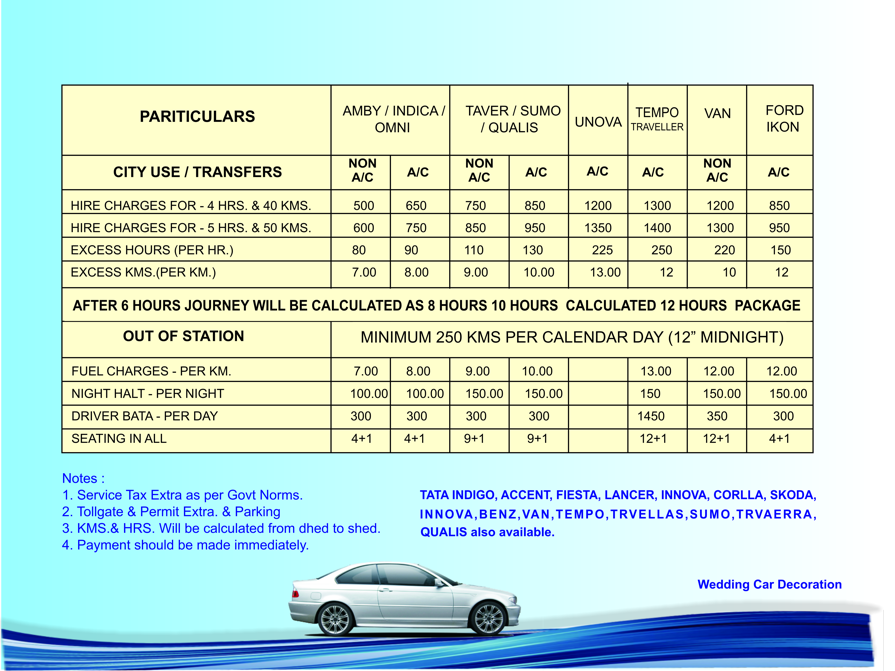 PARITICULARS AMBY / INDICA / OMNI TAVER / SUMO / QUALIS UNOVA TEMPO TRAVELLER VAN FORD IKON
CITY USE / TRANSFERS NON A/C A/C NON A/C A/C A/C A/C NON A/C A/C
HIRE CHARGES FOR - 4 HRS. & 40 KMS. 500 650 750 850 1200 1300 1200 850
HIRE CHARGES FOR - 5 HRS. & 50 KMS. 600 750 850 950 1350 1400 1300 950
EXCESS HOURS (PER HR.) 80 90 110 130 225 250 220 150
EXCESS KMS.(PER KM.) 7.00 8.00 9.00 10.00 13.00 12 10 12
AFTER 6 HOURS JOURNEY WILL BE CALCULATED AS 8 HOURS 10 HOURS CALCULATED 12 HOURS PACKAGE
OUT OF STATION MINIMUM 250 KMS PER CALENDAR DAY (12” MIDNIGHT)
FUEL CHARGES - PER KM. 7.00 8.00 9.00 10.00 13.00 12.00 12.00
NIGHT HALT - PER NIGHT 100.00 100.00 150.00 150.00 150 150.00 150.00
DRIVER BATA - PER DAY 300 300 300 300 1450 350 300
SEATING IN ALL 4+1 4+1 9+1 9+1 12+1 12+1 4+1
Notes :
1. Service Tax Extra as per Govt Norms.
2. Tollgate & Permit Extra. & Parking
3. KMS.& HRS. Will be calculated from dhed to shed.
4. Payment should be made immediately.
TATA INDIGO, ACCENT, FIESTA, LANCER, INNOVA, CORLLA, SKODA,
INNOVA,BENZ,VAN,TEMPO,TRVELLAS,SUMO,TRVAERRA,
QUALIS also available.
Wedding Car Decoration